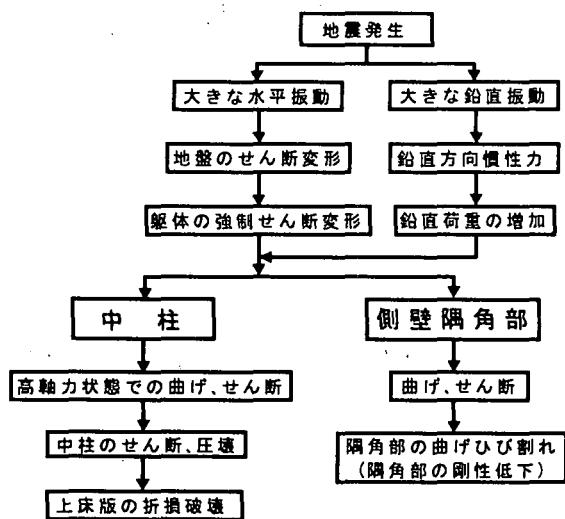 地震発生
大きな水平振動
大きな鉛直振動
地盤のせん断変形
鉛直方向慣性力
躯体の強制せん断変形
鉛直荷重の増加
中柱
側壁隅角部
高軸力状態での曲げ、せん断
曲げ、せん断
中柱のせん断、圧壊
隅角部の曲げひび割れ
(隅角部の剛性低下)
上床版の折損破壊